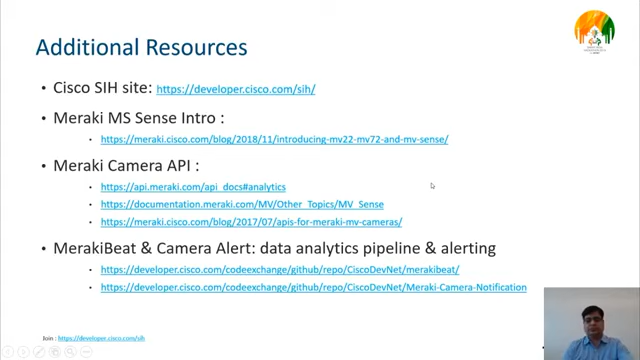 Additional Resources
• Cisco SIH site: https://developer.cisco.com/sih/
• Meraki MS Sense Intro :
• https://meraki.cisco.com/blog/2018/11/introducing-mv22-mv72-and-mv-sense/
• Meraki Camera API :
• https://api.meraki.com/api_docs#analytics
• https://documentation.meraki.com/MV/Other_Topics/MV_Sense
• https://meraki.cisco.com/blog/2017/07/apis-for-meraki-mv-cameras/
• MerakiBeat & Camera Alert: data analytics pipeline & alerting
• https://developer.cisco.com/codeexchange/github/repo/CiscoDevNet/merakibeat/
• https://developer.cisco.com/codeexchange/github/repo/CiscoDevNet/Meraki-Camera-Notification
Join : https://developer.cisco.com/sih